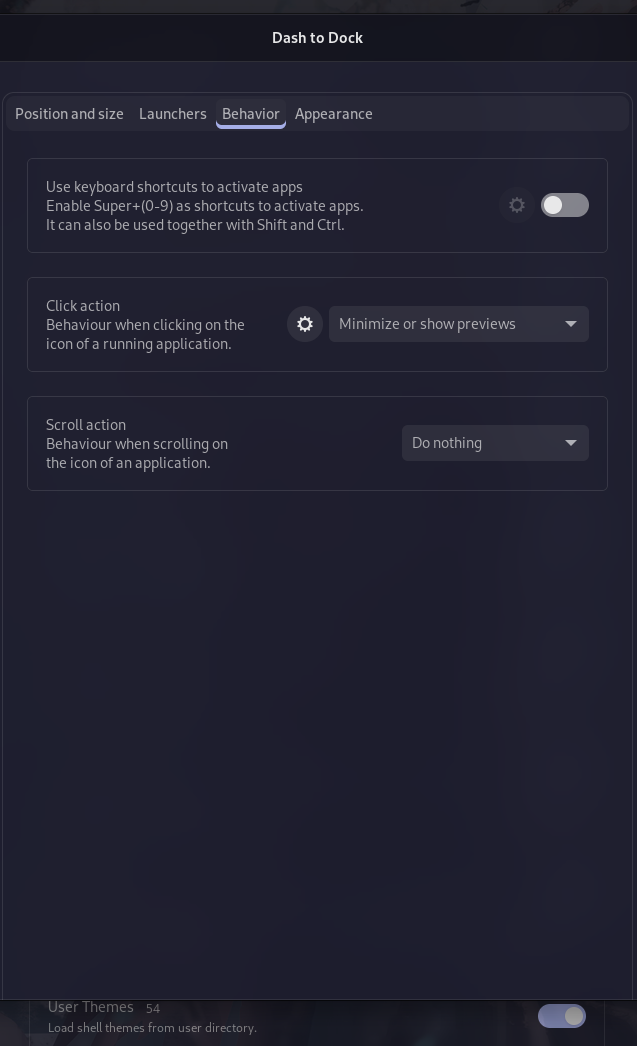 Dash to Dock
Position and size Launchers Behavior Appearance
Use keyboard shortcuts to activate apps
Enable Super+(0-9) as shortcuts to activate apps.
It can also be used together with Shift and Ctrl.
Click action
Behaviour when clicking on the
icon of a running application.
Minimize or show previews
Scroll action
Behaviour when scrolling on
the icon of an application.
Do nothing
User Themes 54
Load shell themes from user directory.